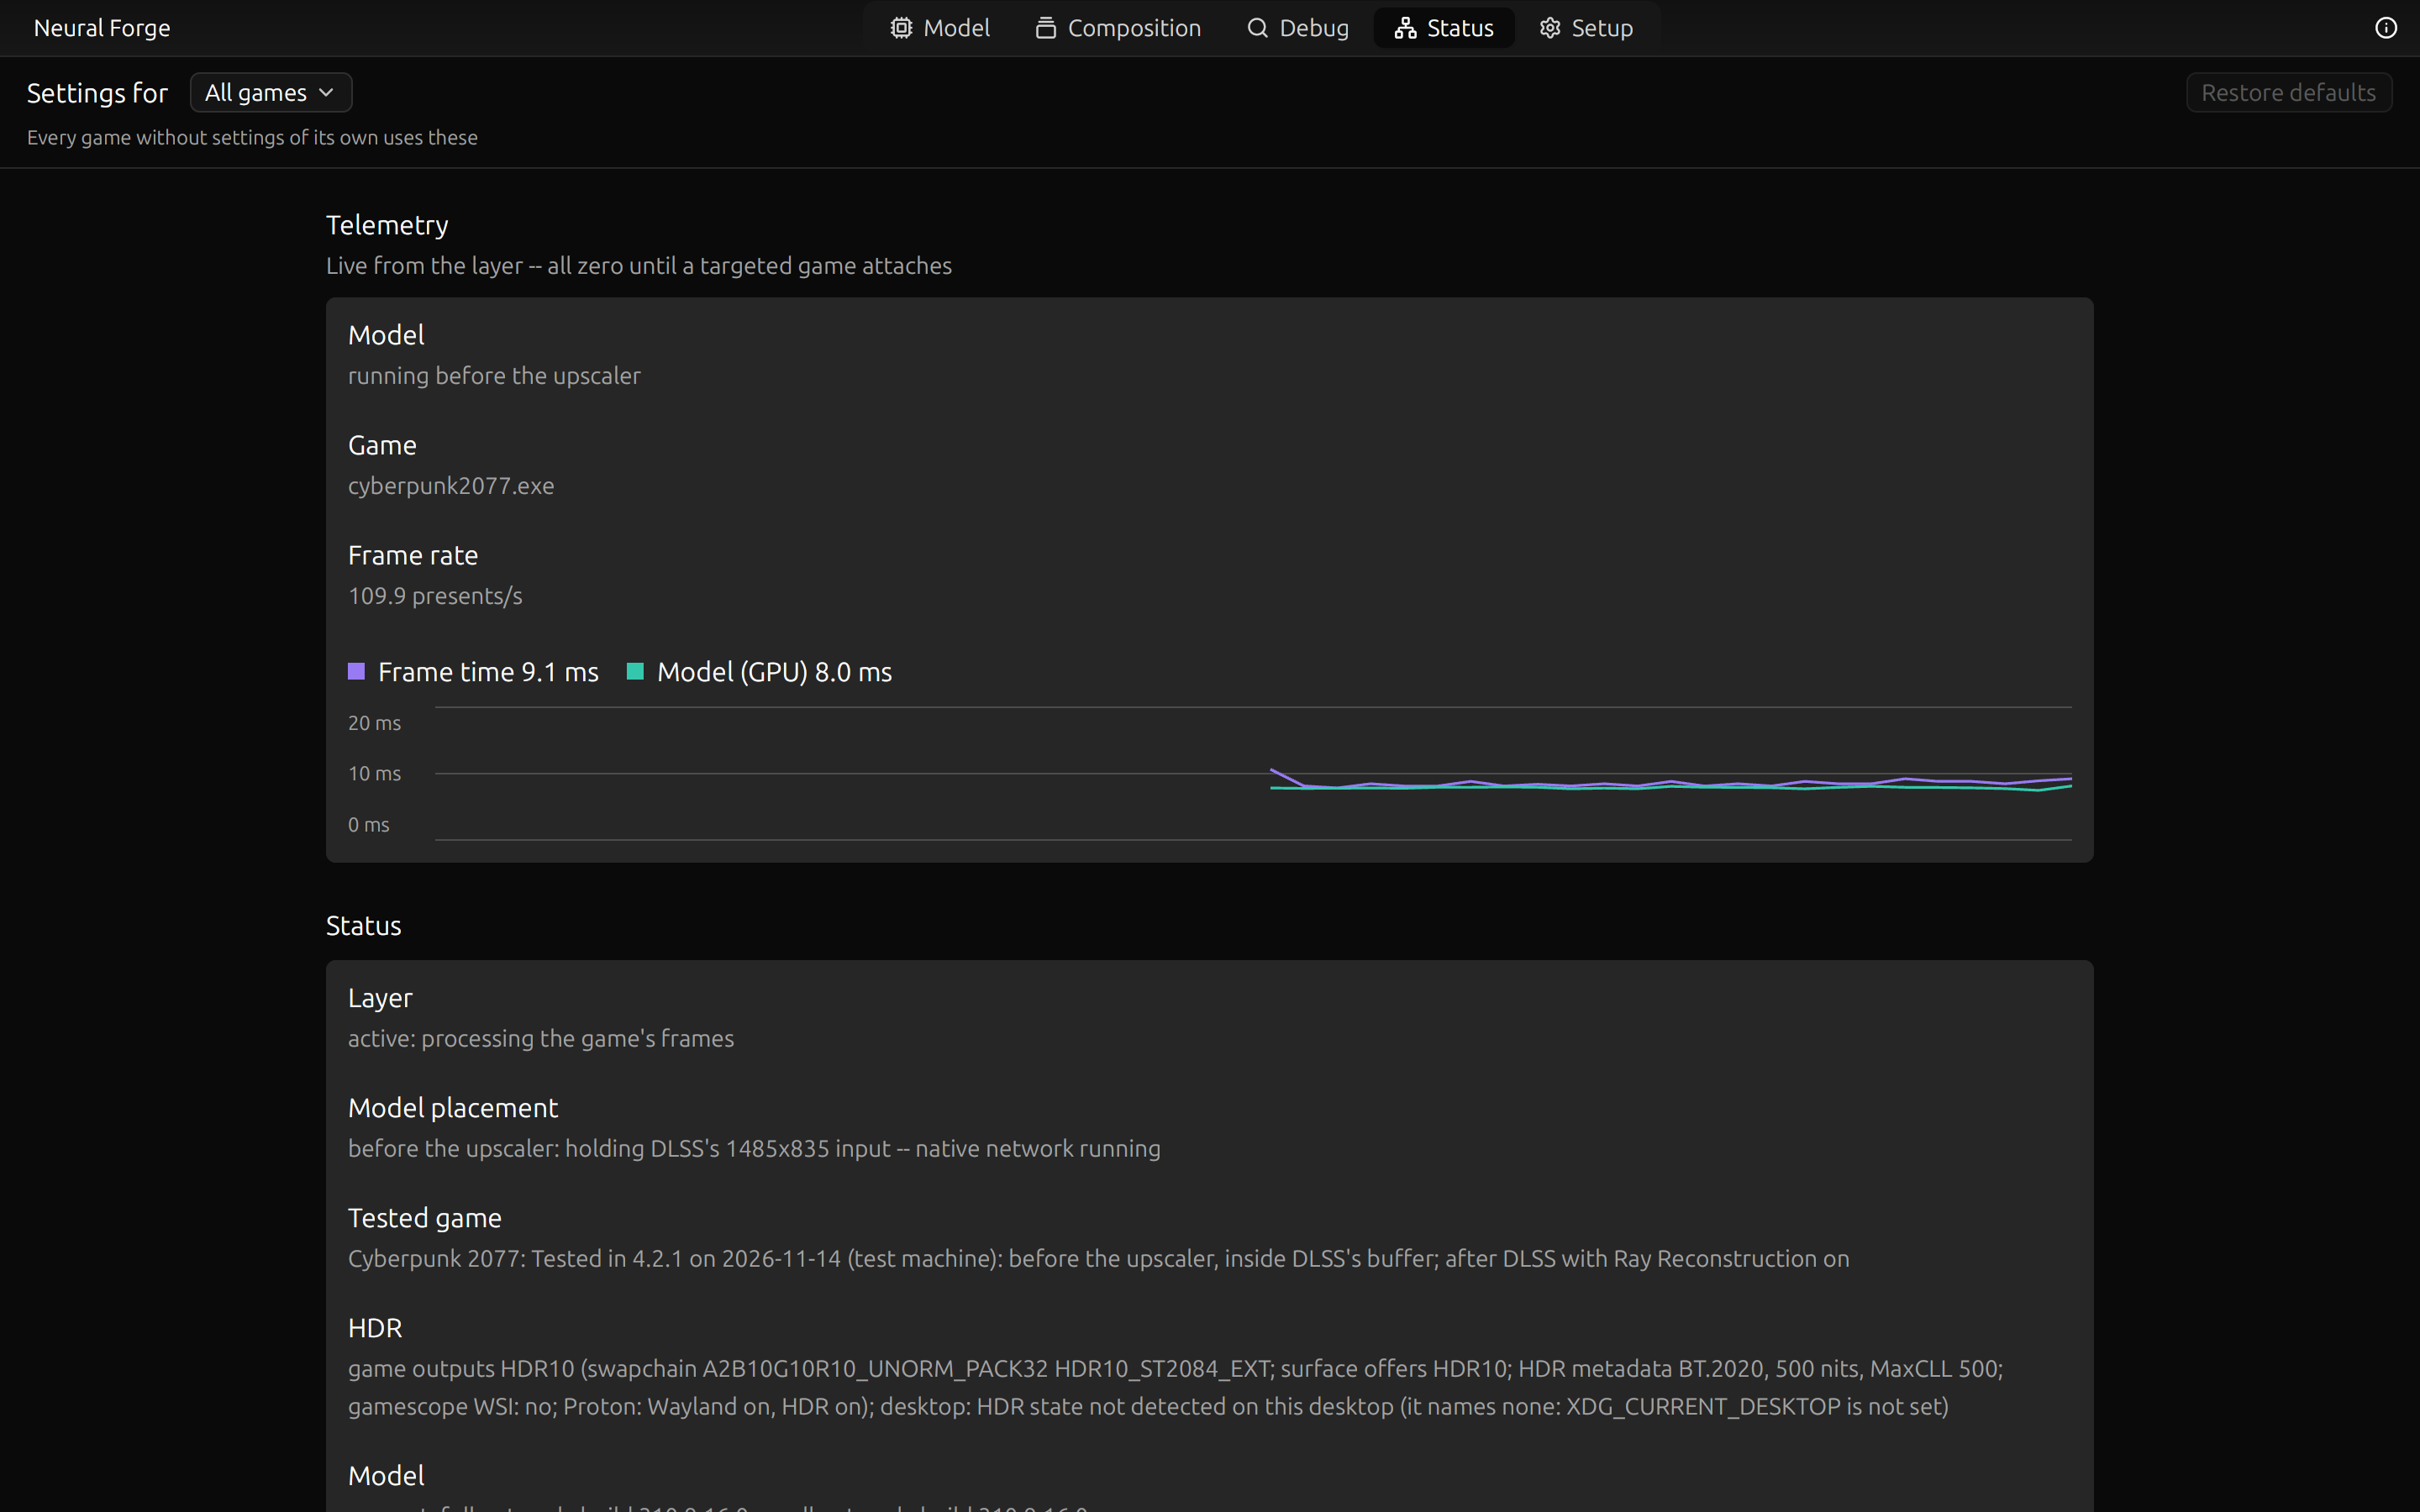 Neural Forge
Model
Composition
Debug
Status
Setup
Settings for
All games
Restore defaults
Every game without settings of its own uses these
Telemetry
Live from the layer -- all zero until a targeted game attaches
Model
running before the upscaler
Game
cyberpunk2077.exe
Frame rate
109.9 presents/s
Frame time 9.1 ms
Model (GPU) 8.0 ms
20 ms
10 ms
0 ms
Status
Layer
active: processing the game's frames
Model placement
before the upscaler: holding DLSS's 1485x835 input -- native network running
Tested game
Cyberpunk 2077: Tested in 4.2.1 on 2026-11-14 (test machine): before the upscaler, inside DLSS's buffer; after DLSS with Ray Reconstruction on
HDR
game outputs HDR10 (swapchain A2B10G10R10_UNORM_PACK32 HDR10_ST2084_EXT; surface offers HDR10; HDR metadata BT.2020, 500 nits, MaxCLL 500;
gamescope WSI: no; Proton: Wayland on, HDR on); desktop: HDR state not detected on this desktop (it names none: XDG_CURRENT_DESKTOP is not set)
Model